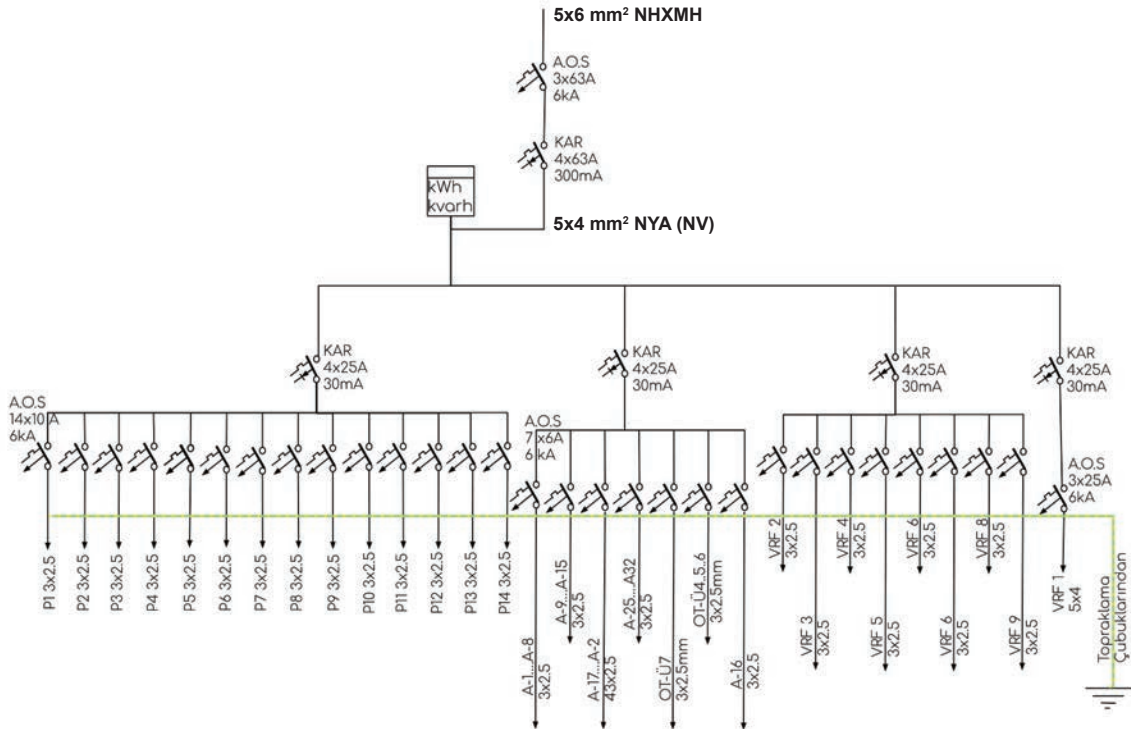 5x6 mm² NHXMH
A.O.S
3x63A
6kA
KAR
4x63A
300mA
kWh
kvarh
5x4 mm² NYA (NV)
KAR
4x25A
30mA
KAR
4x25A
30mA
KAR
4x25A
30mA
KAR
4x25A
30mA
A.O.S
14x10A
6kA
A.O.S
7x6A
6kA
A.O.S
3x25A
6kA
P1 3x2.5
P2 3x2.5
P3 3x2.5
P4 3x2.5
P5 3x2.5
P6 3x2.5
P7 3x2.5
P8 3x2.5
P9 3x2.5
P10 3x2.5
P11 3x2.5
P12 3x2.5
P13 3x2.5
P14 3x2.5
A-1...A-8
3x2.5
A-9...A-15
3x2.5
A-17...A-2
43x2.5
A-25...A32
3x2.5
OT-Ü7
3x2.5mm
OT-Ü4..5..6
3x2.5mm
A-16
3x2.5
VRF 2
3x2.5
VRF 3
3x2.5
VRF 4
3x2.5
VRF 5
3x2.5
VRF 6
3x2.5
VRF 6
3x2.5
VRF 8
3x2.5
VRF 9
3x2.5
VRF 1
5x4
Topraklama
Çubuklarından